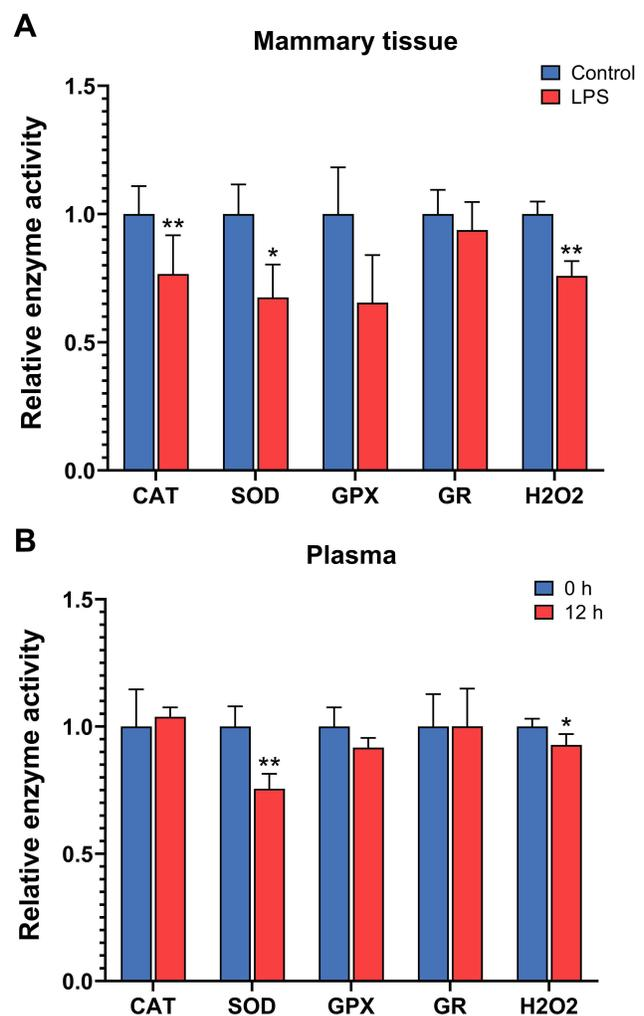 A
Mammary tissue
Control
LPS
Relative enzyme activity
1.5
1.0
0.5
0.0
**
*
**
CAT SOD GPX GR H2O2
B
Plasma
0 h
12 h
Relative enzyme activity
1.5
1.0
0.5
0.0
**
*
CAT SOD GPX GR H2O2